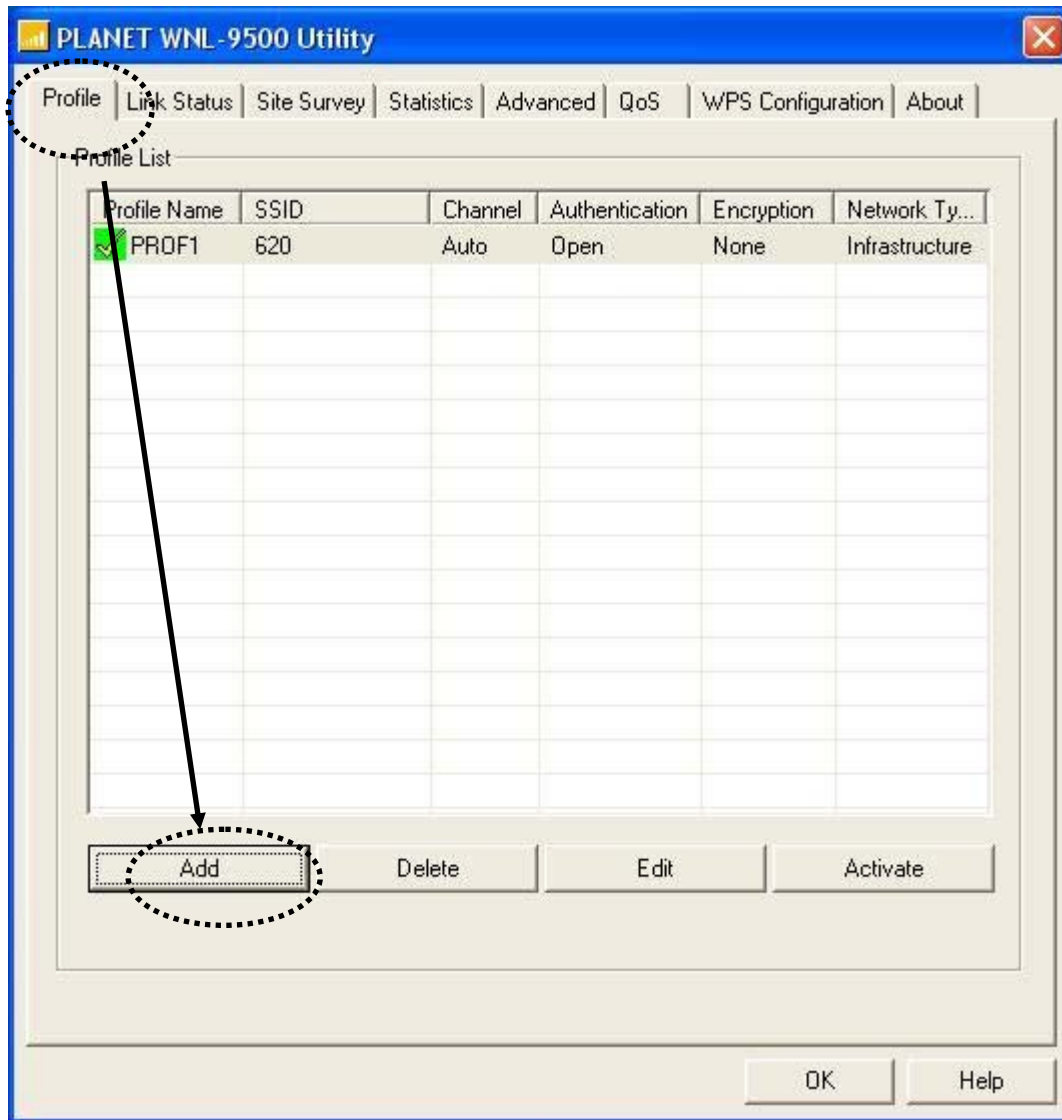 PLANET WNL-9500 Utility
Profile Link Status Site Survey Statistics Advanced QoS WPS Configuration About
Profile List
Profile Name SSID Channel Authentication Encryption Network Ty...
PROF1 620 Auto Open None Infrastructure
Add Delete Edit Activate
OK Help